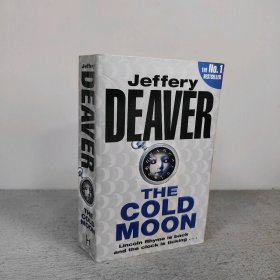 Jeffery
DEAVER
THE No. 1
BESTSELLER
THE
COLD
MOON
Lincoln Rhyme is back
and the clock is ticking . . .
Jeffery
DEAVER
THE
COLD
MOON
H